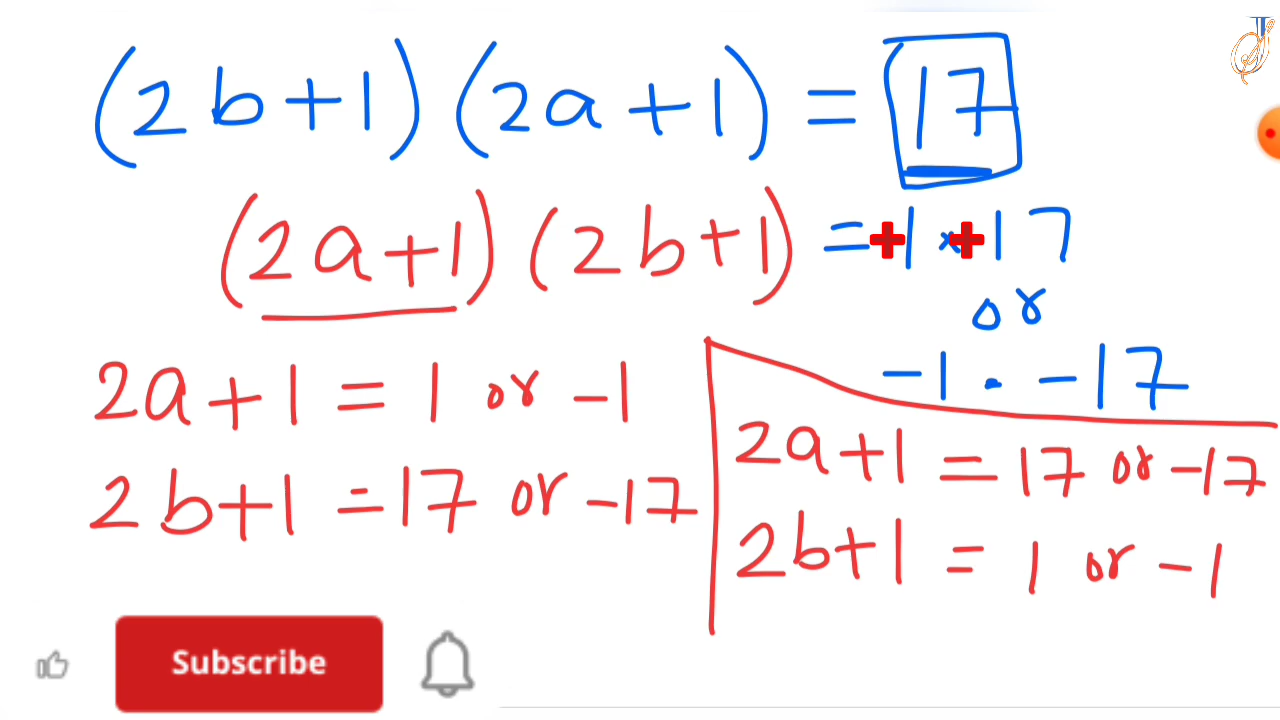 (2b+1)(2a+1) = 17
(2a+1)(2b+1) = +1 × +17
or
-1 · -17
2a+1 = 1 or -1
2b+1 = 17 or -17
2a+1 = 17 or -17
2b+1 = 1 or -1
Subscribe